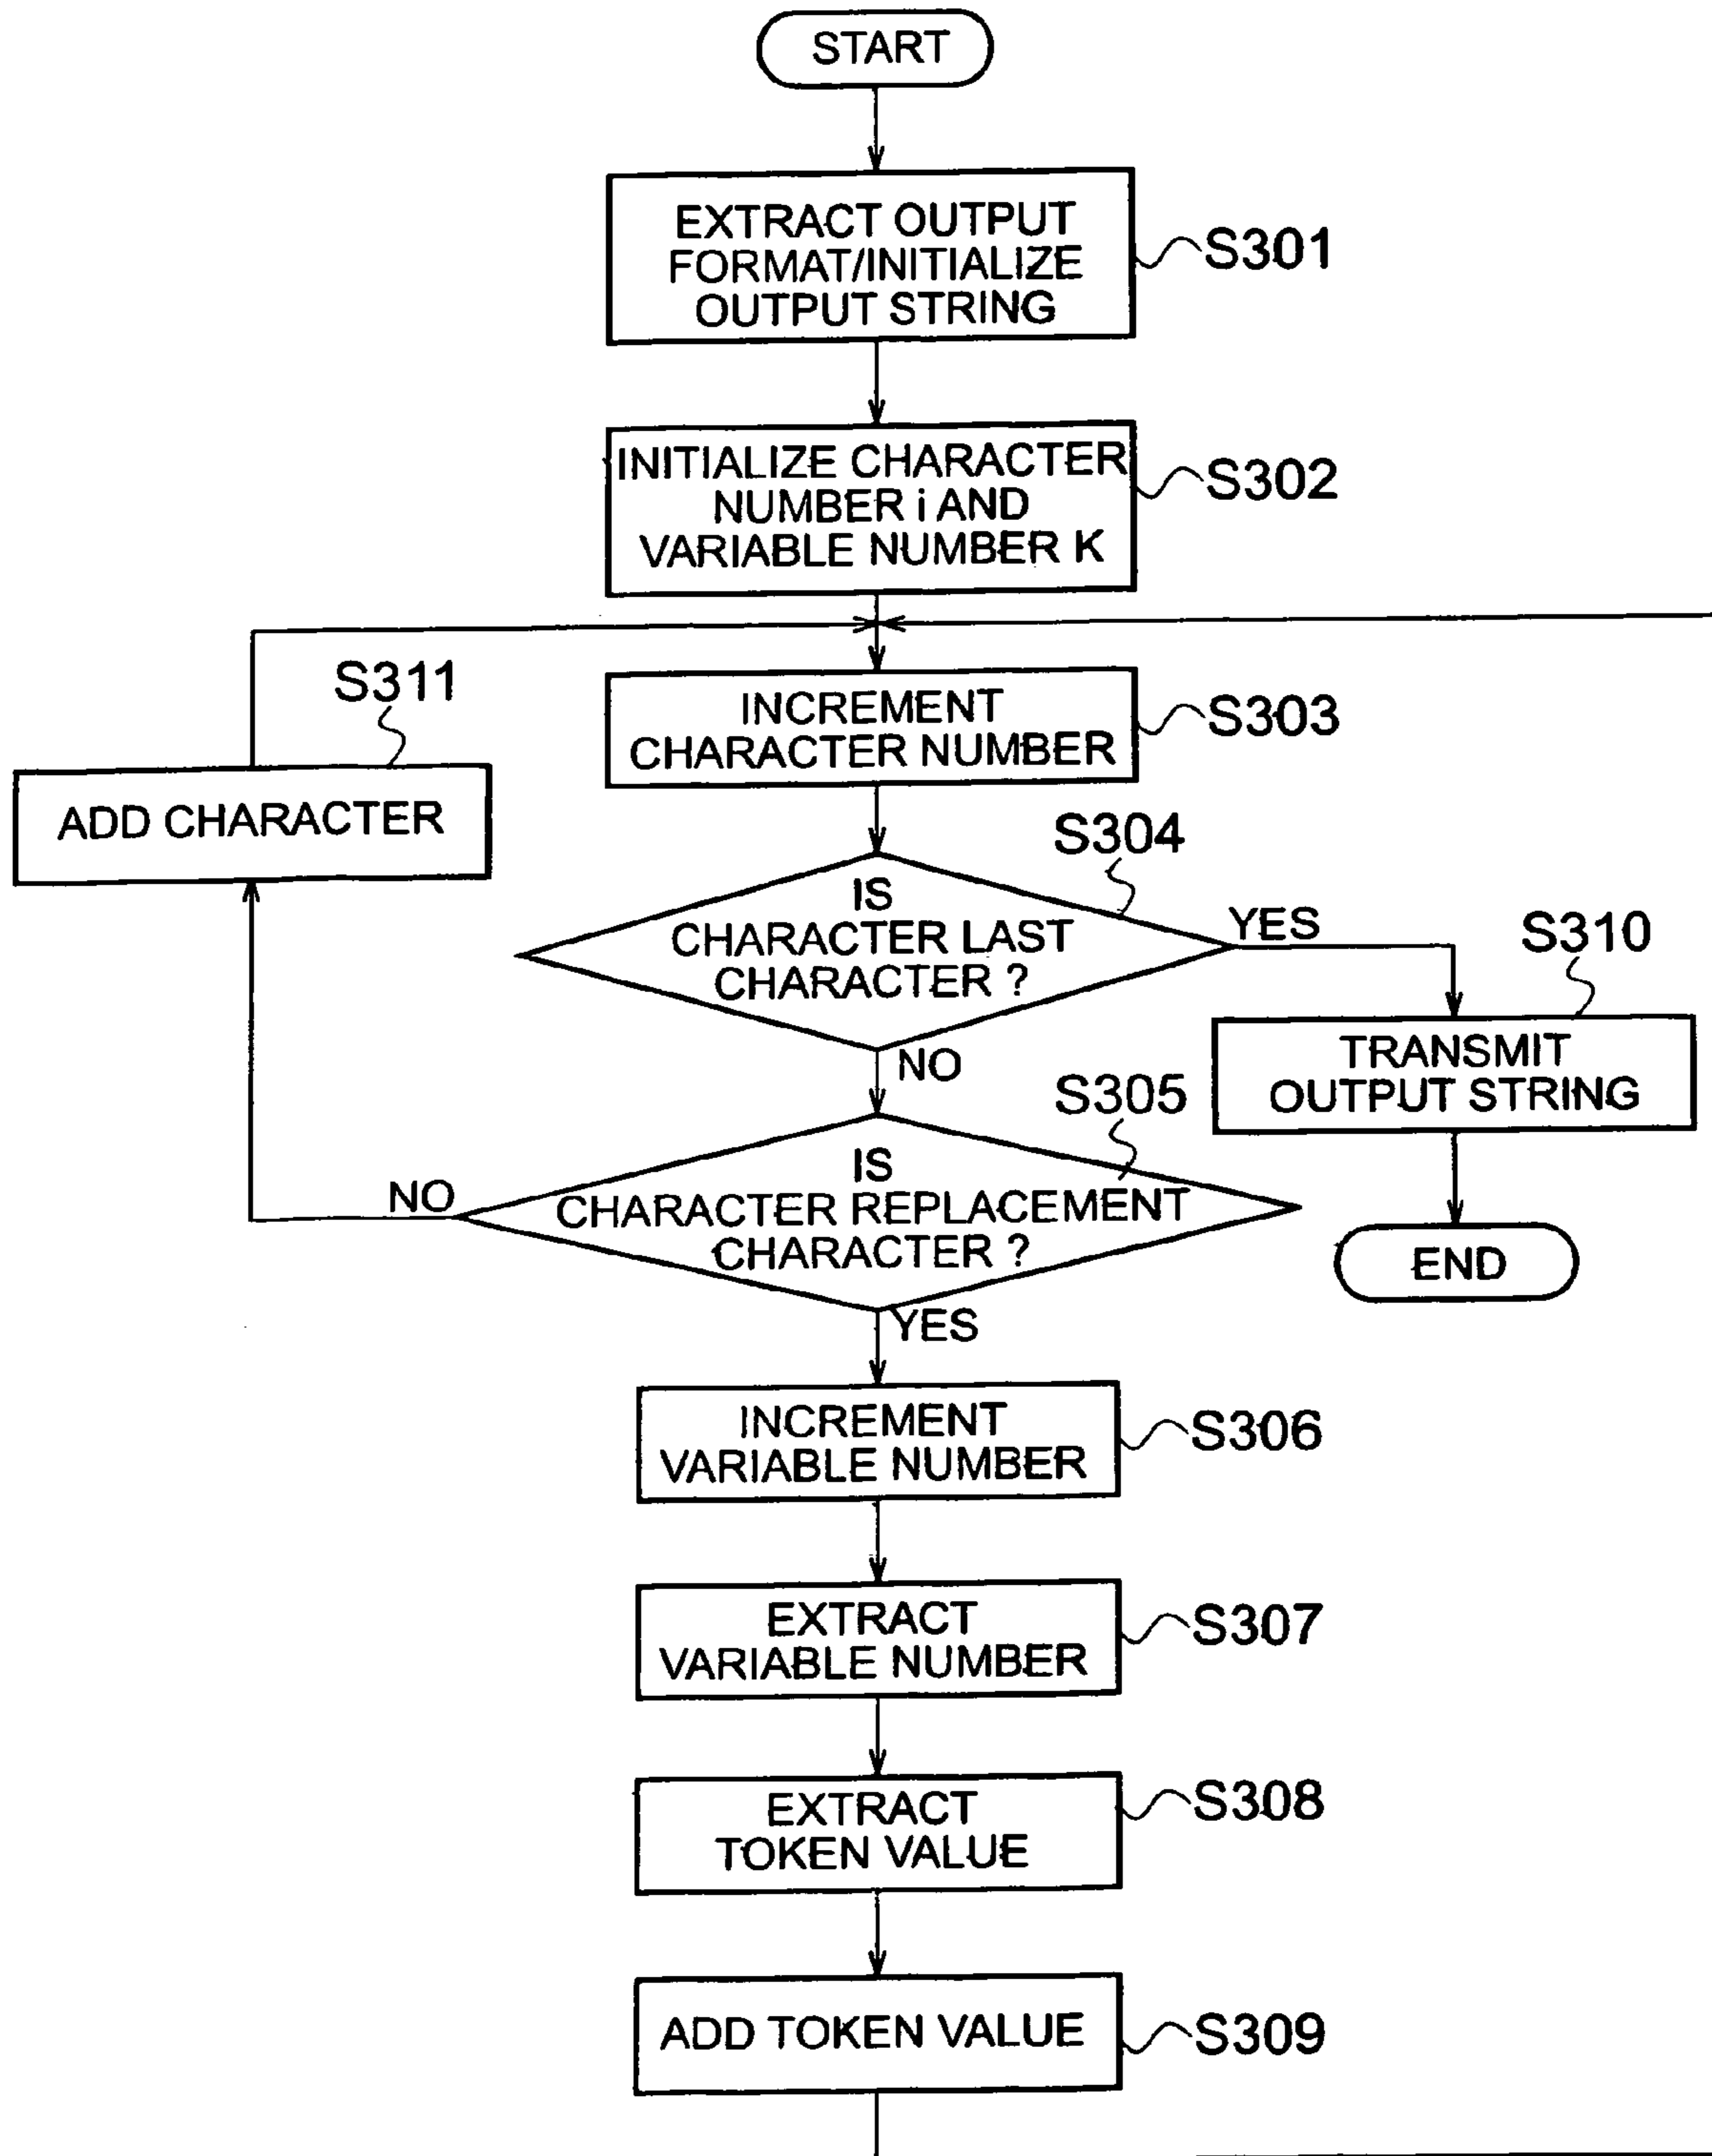 START
EXTRACT OUTPUT
FORMAT/INITIALIZE
OUTPUT STRING
S301
INITIALIZE CHARACTER
NUMBER i AND
VARIABLE NUMBER K
S302
S311
ADD CHARACTER
INCREMENT
CHARACTER NUMBER
S303
S304
IS
CHARACTER LAST
CHARACTER ?
YES
NO
S310
TRANSMIT
OUTPUT STRING
END
S305
IS
CHARACTER REPLACEMENT
CHARACTER ?
NO
YES
INCREMENT
VARIABLE NUMBER
S306
EXTRACT
VARIABLE NUMBER
S307
EXTRACT
TOKEN VALUE
S308
ADD TOKEN VALUE
S309